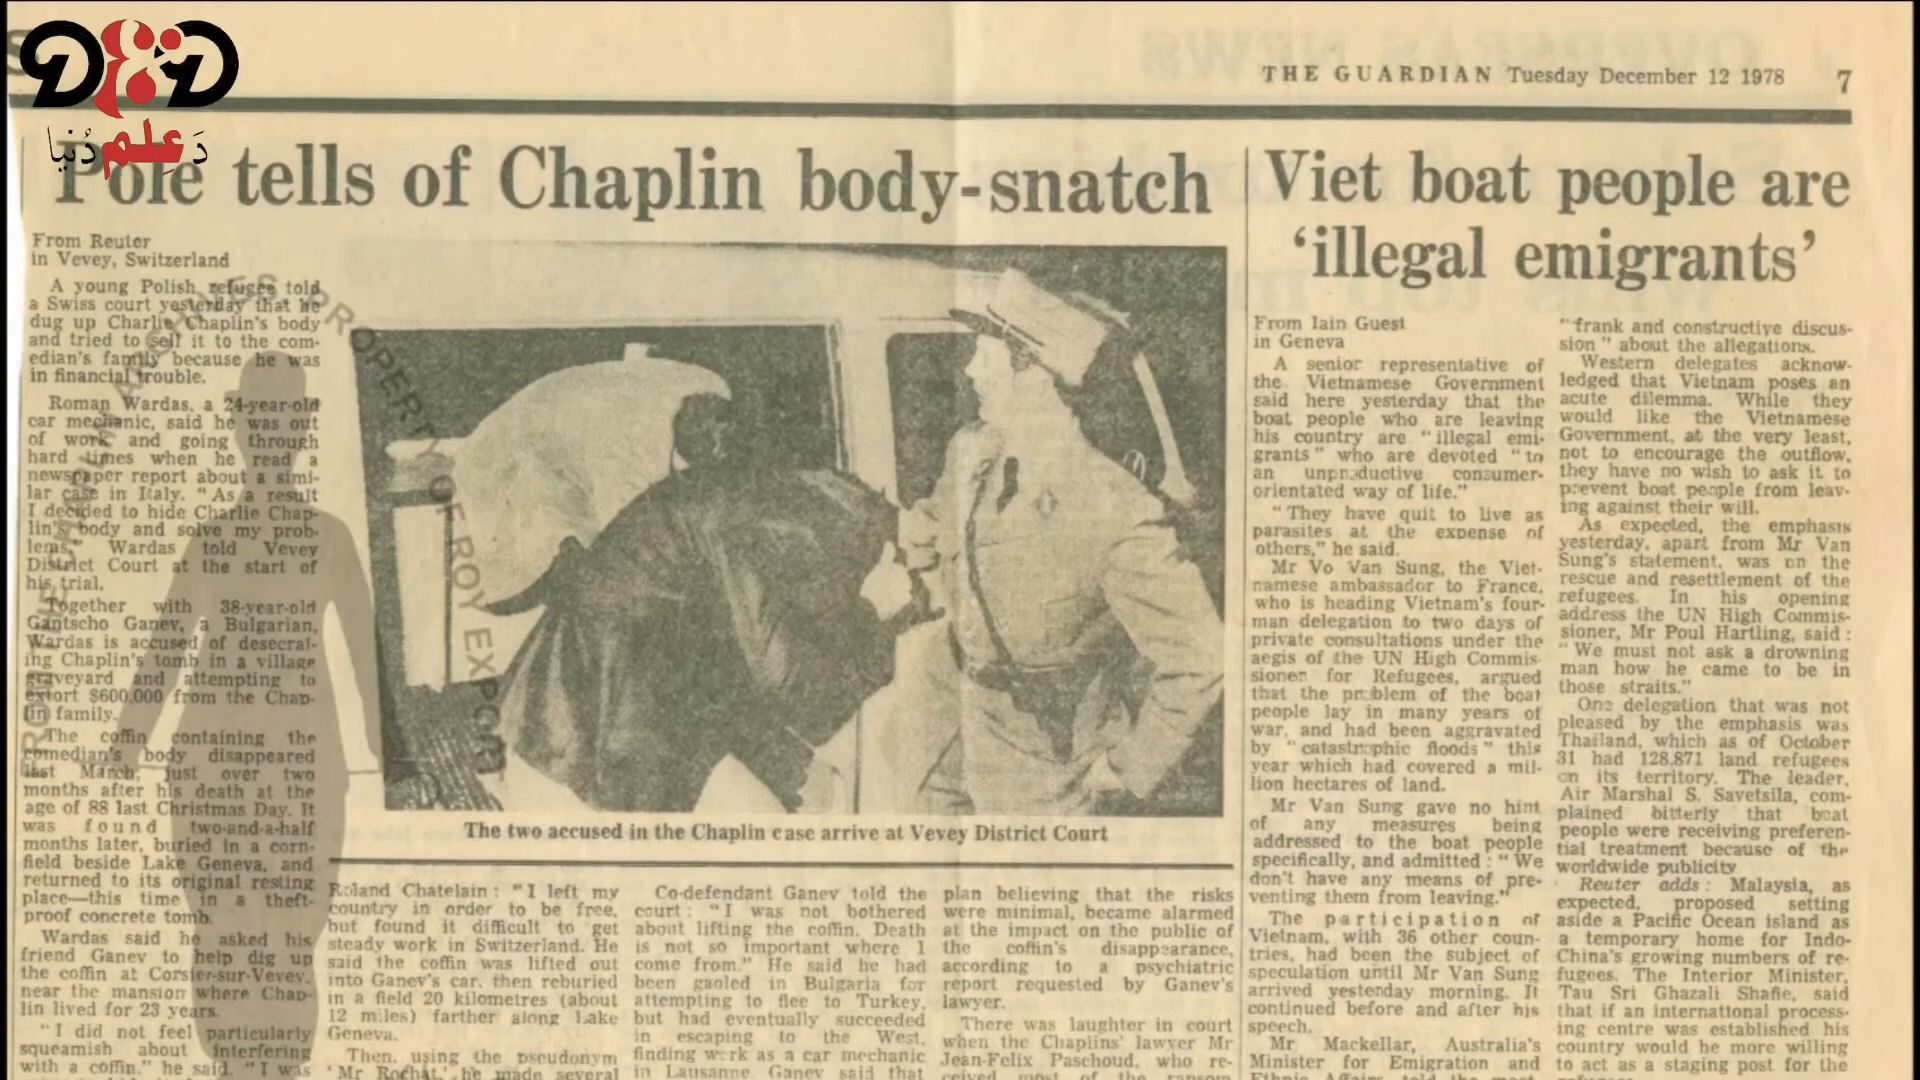 D&D
دَ عِلم دُنیا
THE GUARDIAN Tuesday December 12 1978
7
Pole tells of Chaplin body-snatch
From Reuter
in Vevey, Switzerland
A young Polish refugee told
a Swiss court yesterday that he
dug up Charlie Chaplin's body
and tried to sell it to the com-
edian's family because he was
in financial trouble.
Roman Wardas, a 24-year-old
car mechanic, said he was out
of work and going through
hard times when he read a
newspaper report about a simi-
lar case in Italy. "As a result
I decided to hide Charlie Chap-
lin's body and solve my prob-
lems," Wardas told Vevey
District Court at the start of
his trial.
Together with 38-year-old
Gantscho Ganev, a Bulgarian,
Wardas is accused of desecrat-
ing Chaplin's tomb in a village
graveyard and attempting to
extort $600,000 from the Chap-
lin family.
The coffin containing the
comedian's body disappeared
last March, just over two
months after his death at the
age of 88 last Christmas Day. It
was found two-and-a-half
months later, buried in a corn-
field beside Lake Geneva, and
returned to its original resting
place—this time in a theft-
proof concrete tomb.
Wardas said he asked his
friend Ganev to help dig up
the coffin at Corsier-sur-Vevey,
near the mansion where Chap-
lin lived for 23 years.
"I did not feel particularly
squeamish about interfering
with a coffin," he said. "I was
PROPERTY OF ROY EXPORT
The two accused in the Chaplin case arrive at Vevey District Court
Roland Chatelain: "I left my
country in order to be free,
but found it difficult to get
steady work in Switzerland. He
said the coffin was lifted out
into Ganev's car, then reburied
in a field 20 kilometres (about
12 miles) farther along Lake
Geneva.
Then, using the pseudonym
'Mr Rochat,' he made several
Co-defendant Ganev told the
court: "I was not bothered
about lifting the coffin. Death
is not so important where I
come from." He said he had
been gaoled in Bulgaria for
attempting to flee to Turkey,
but had eventually succeeded
in escaping to the West,
finding work as a car mechanic
in Lausanne. Ganev said that
plan believing that the risks
were minimal, became alarmed
at the impact on the public of
the coffin's disappearance,
according to a psychiatric
report requested by Ganev's
lawyer.
There was laughter in court
when the Chaplins' lawyer Mr
Jean-Felix Paschoud, who re-
ceived most of the ransom
Viet boat people are
'illegal emigrants'
From Iain Guest
in Geneva
A senior representative of
the Vietnamese Government
said here yesterday that the
boat people who are leaving
his country are "illegal emi-
grants" who are devoted "to
an unproductive consumer-
orientated way of life."
"They have quit to live as
parasites at the expense of
others," he said.
Mr Vo Van Sung, the Viet-
namese ambassador to France,
who is heading Vietnam's four-
man delegation to two days of
private consultations under the
aegis of the UN High Commis-
sioner for Refugees, argued
that the problem of the boat
people lay in many years of
war, and had been aggravated
by "catastrophic floods" this
year which had covered a mil-
lion hectares of land.
Mr Van Sung gave no hint
of any measures being
addressed to the boat people
specifically, and admitted: "We
don't have any means of pre-
venting them from leaving."
The participation of
Vietnam, with 36 other coun-
tries, had been the subject of
speculation until Mr Van Sung
arrived yesterday morning. It
continued before and after his
speech.
Mr Mackellar, Australia's
Minister for Emigration and
Ethnic Affairs told the most
"frank and constructive discus-
sion" about the allegations.
Western delegates acknow-
ledged that Vietnam poses an
acute dilemma. While they
would like the Vietnamese
Government, at the very least,
not to encourage the outflow,
they have no wish to ask it to
prevent boat people from leav-
ing against their will.
As expected, the emphasis
yesterday, apart from Mr Van
Sung's statement, was on the
rescue and resettlement of the
refugees. In his opening
address the UN High Commis-
sioner, Mr Poul Hartling, said:
"We must not ask a drowning
man how he came to be in
those straits."
One delegation that was not
pleased by the emphasis was
Thailand, which as of October
31 had 128,871 land refugees
on its territory. The leader,
Air Marshal S. Savetsila, com-
plained bitterly that boat
people were receiving preferen-
tial treatment because of the
worldwide publicity
Reuter adds: Malaysia, as
expected, proposed setting
aside a Pacific Ocean island as
a temporary home for Indo-
China's growing numbers of re-
fugees. The Interior Minister,
Tau Sri Ghazali Shafie, said
that if an international process-
ing centre was established his
country would be more willing
to act as a staging post for the